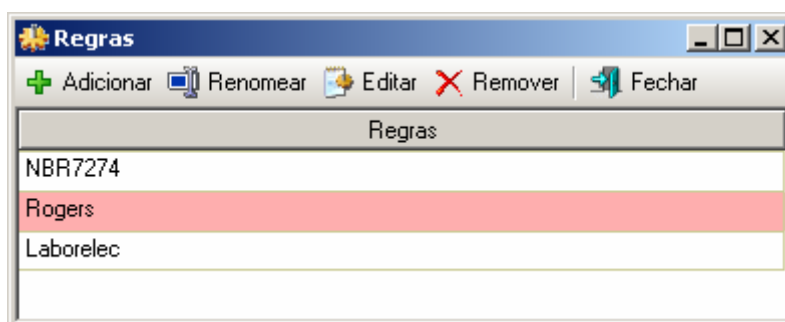 Regras
Adicionar Renomear Editar Remover Fechar
Regras
NBR7274
Rogers
Laborelec